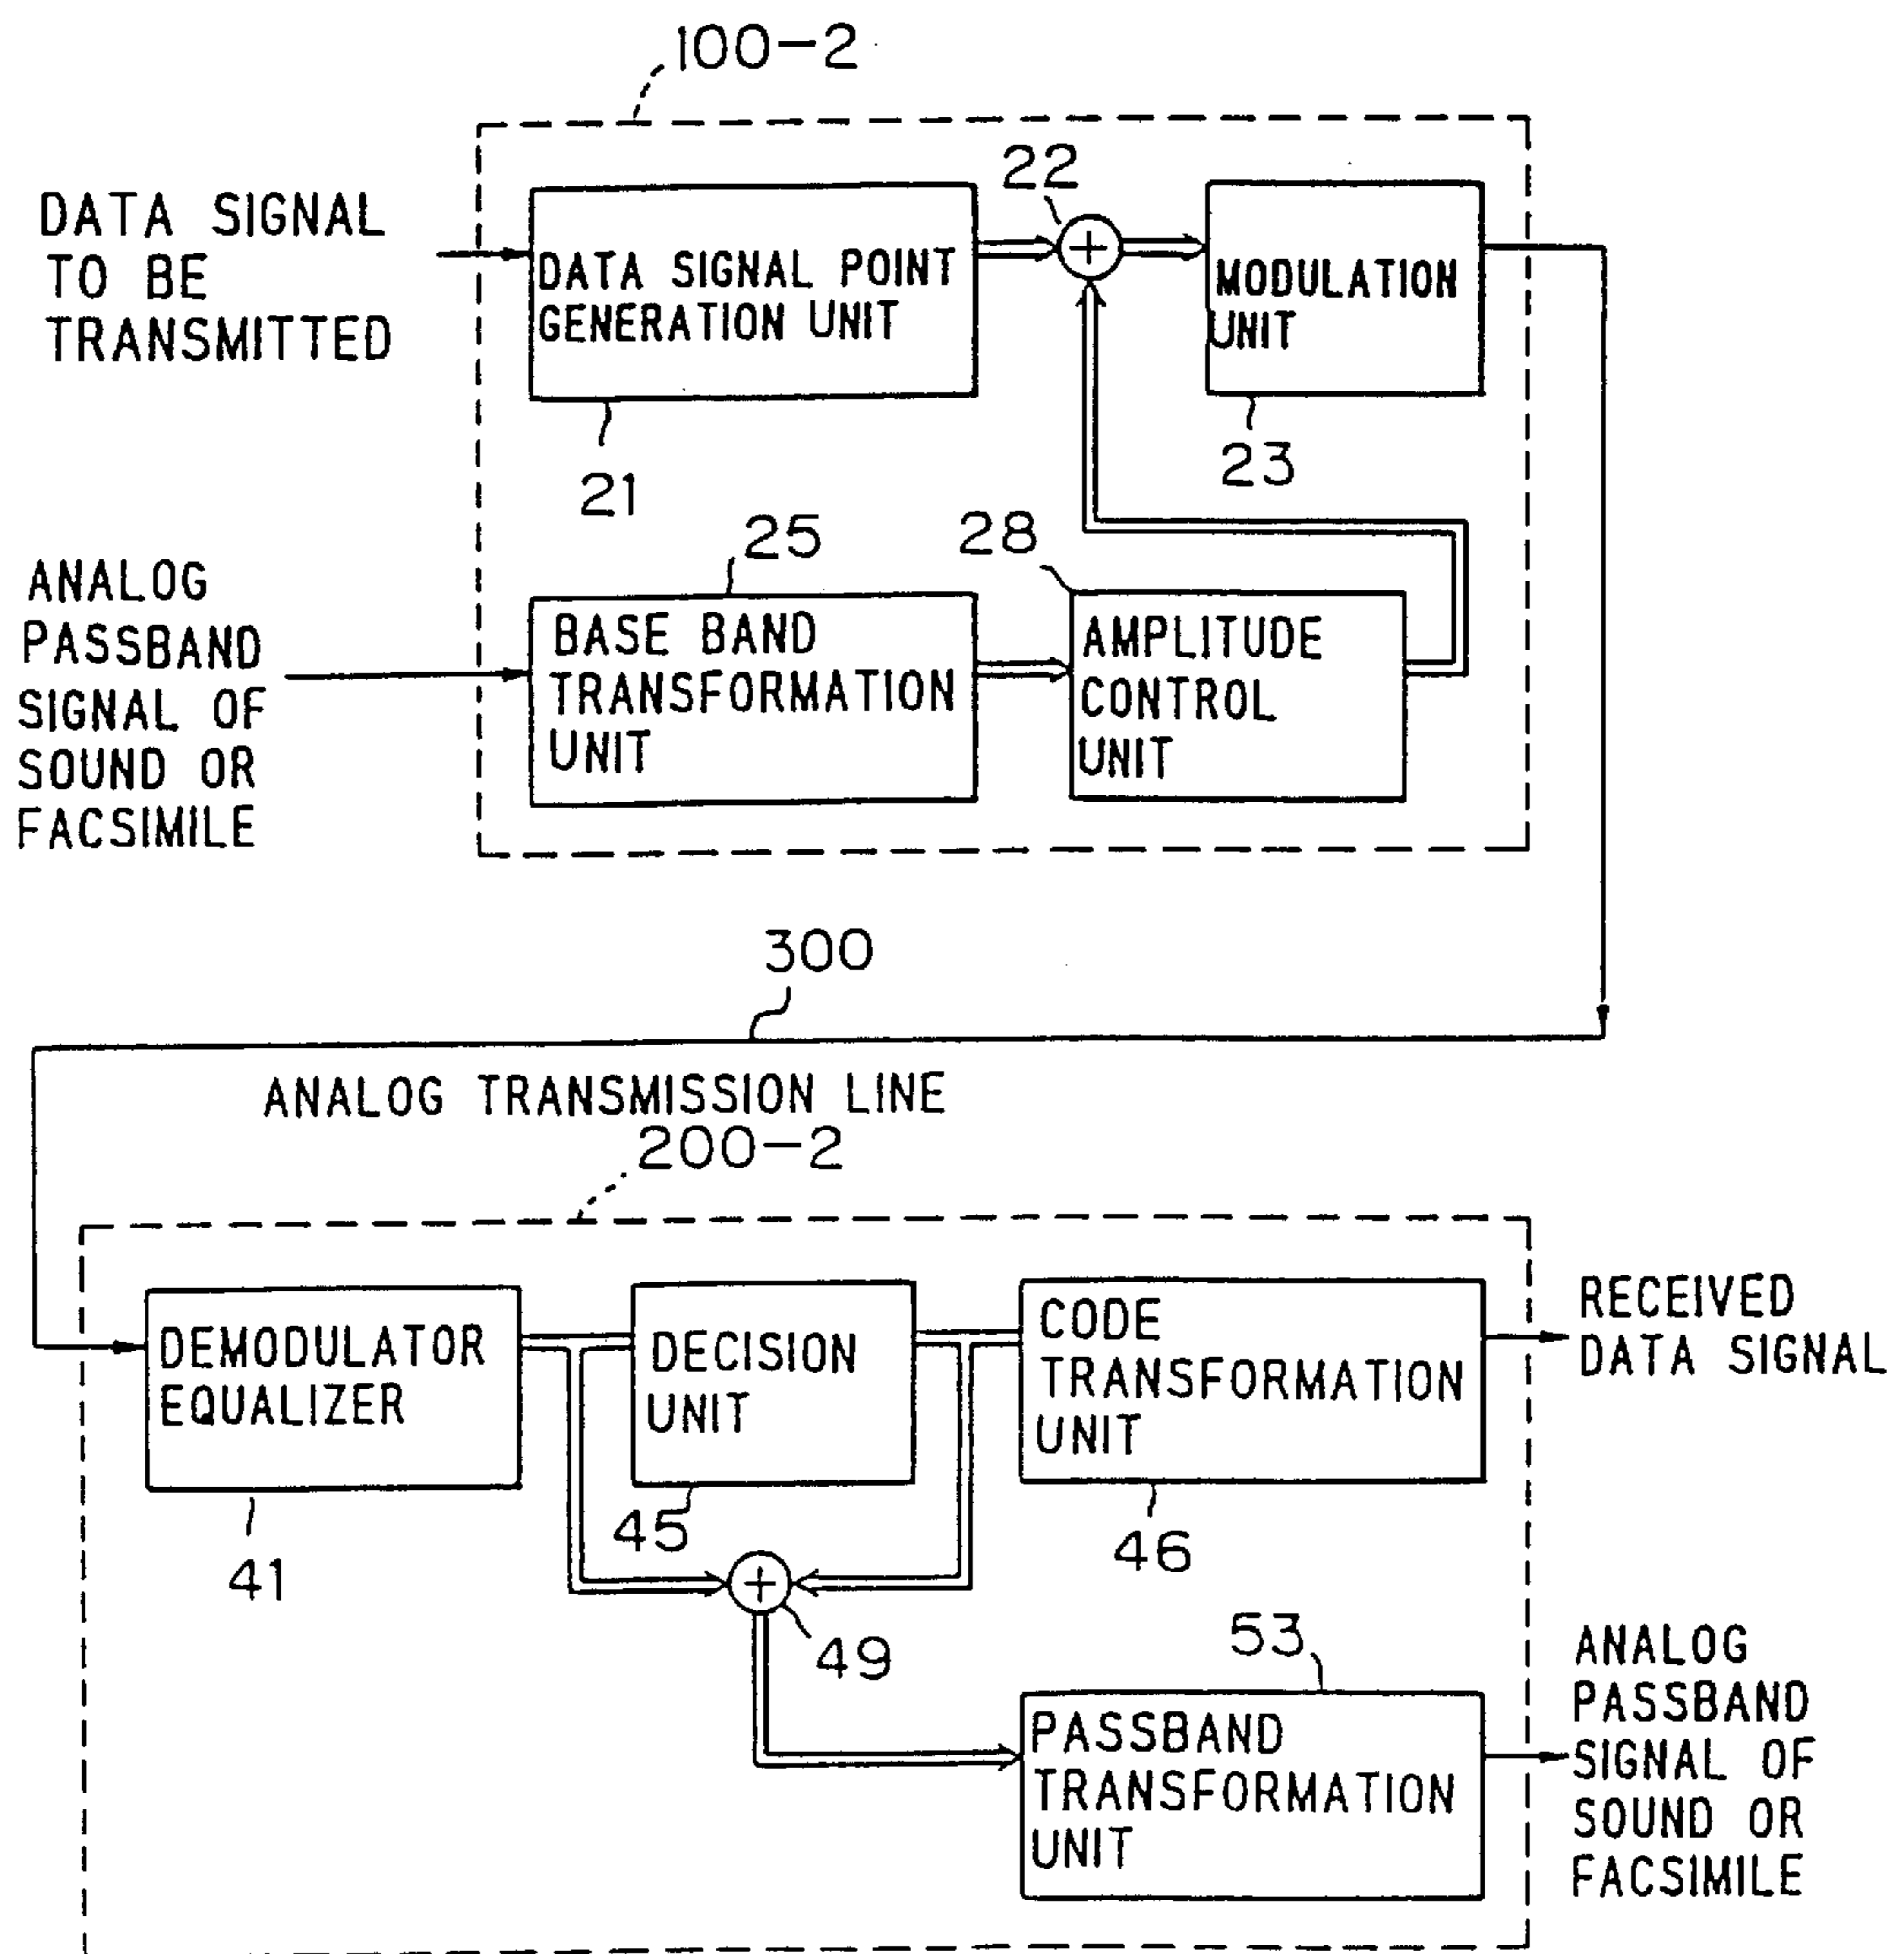 100-2
DATA SIGNAL
TO BE
TRANSMITTED
DATA SIGNAL POINT
GENERATION UNIT
21
22
+
MODULATION
UNIT
23
ANALOG
PASSBAND
SIGNAL OF
SOUND OR
FACSIMILE
25
BASE BAND
TRANSFORMATION
UNIT
28
AMPLITUDE
CONTROL
UNIT
300
ANALOG TRANSMISSION LINE
200-2
DEMODULATOR
EQUALIZER
41
DECISION
UNIT
45
CODE
TRANSFORMATION
UNIT
46
RECEIVED
DATA SIGNAL
+
49
53
PASSBAND
TRANSFORMATION
UNIT
ANALOG
PASSBAND
SIGNAL OF
SOUND OR
FACSIMILE